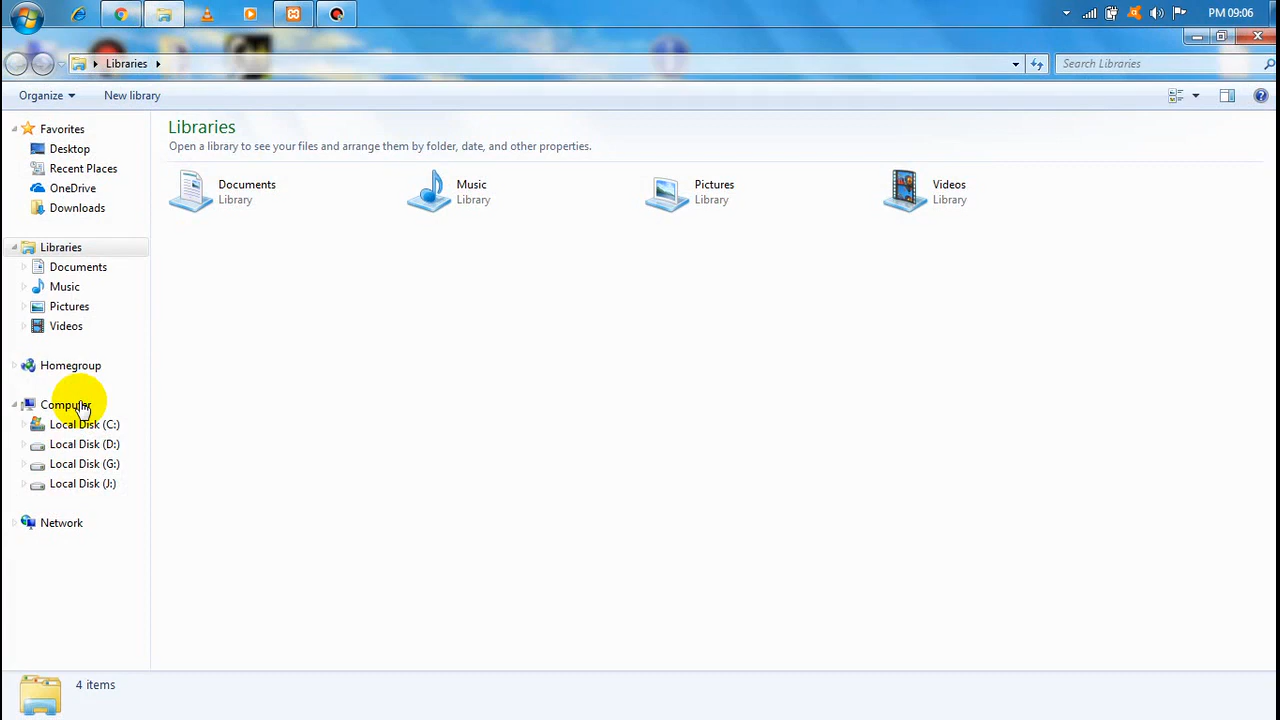 PM 09:06
Libraries
Search Libraries
Organize
New library
Favorites
Desktop
Recent Places
OneDrive
Downloads
Libraries
Documents
Music
Pictures
Videos
Homegroup
Computer
Local Disk (C:)
Local Disk (D:)
Local Disk (G:)
Local Disk (J:)
Network
Libraries
Open a library to see your files and arrange them by folder, date, and other properties.
Documents
Library
Music
Library
Pictures
Library
Videos
Library
4 items